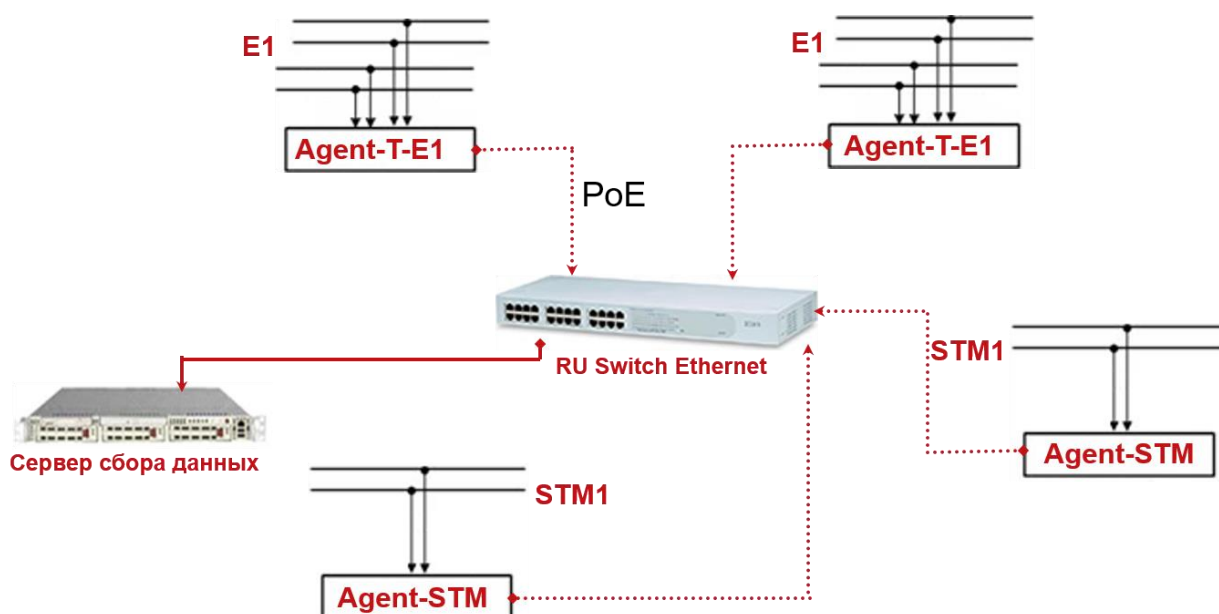 E1
E1
Agent-T-E1
Agent-T-E1
PoE
RU Switch Ethernet
STM1
Сервер сбора данных
Agent-STM
STM1
Agent-STM